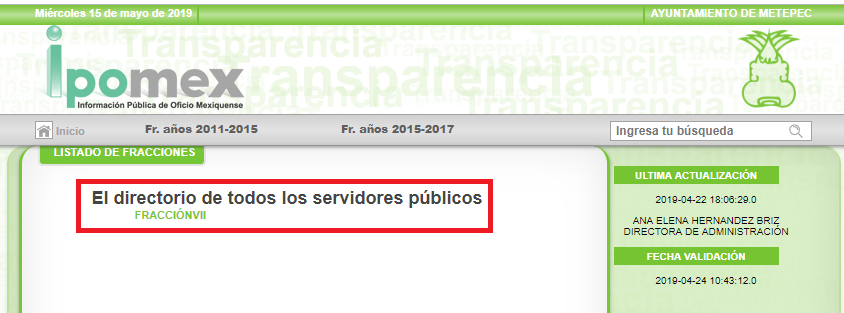 Miércoles 15 de mayo de 2019
AYUNTAMIENTO DE METEPEC
Transparencia
Transparencia
Transparencia
ipomex
Información Pública de Oficio Mexiquense
Inicio
Fr. años 2011-2015
Fr. años 2015-2017
Ingresa tu búsqueda
LISTADO DE FRACCIONES
El directorio de todos los servidores públicos
FRACCIÓNVII
ULTIMA ACTUALIZACIÓN
2019-04-22 18:06:29.0
ANA ELENA HERNANDEZ BRIZ
DIRECTORA DE ADMINISTRACIÓN
FECHA VALIDACIÓN
2019-04-24 10:43:12.0